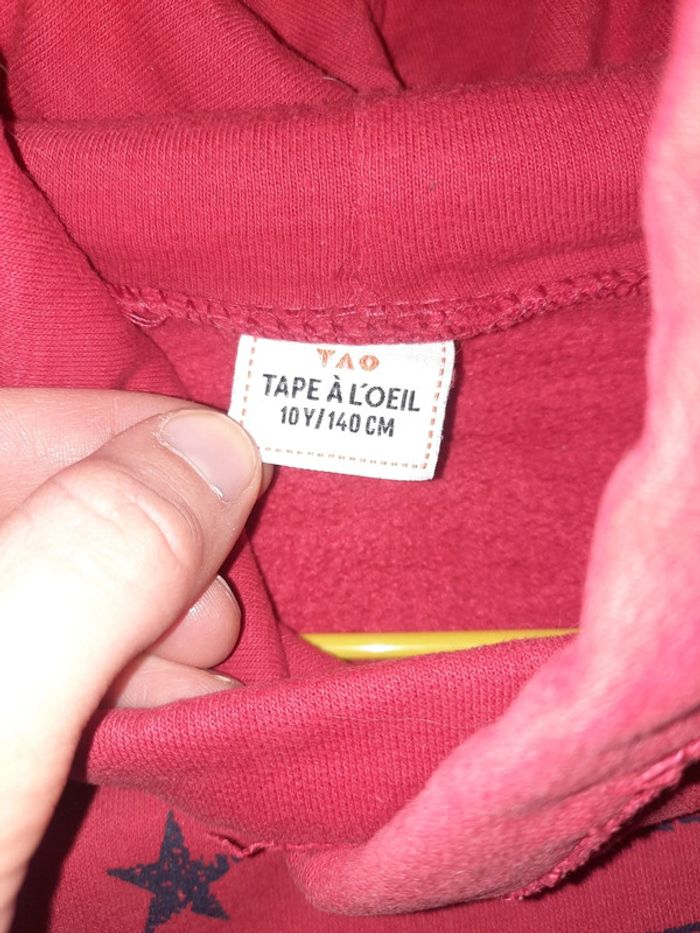 TAO
TAPE À L'OEIL
10Y/140CM